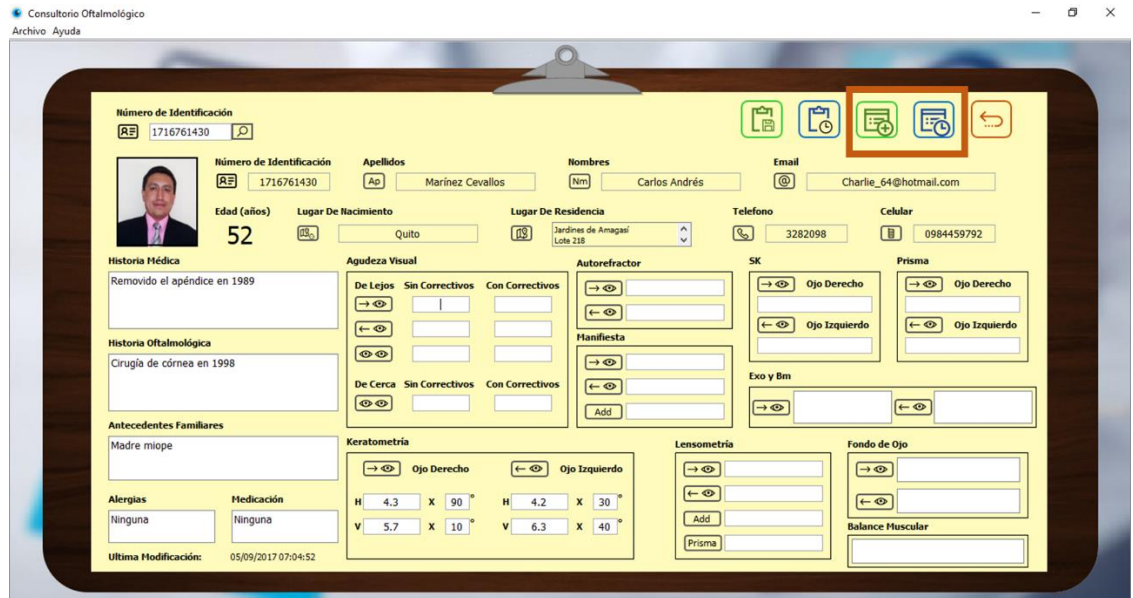 Consultorio Oftalmológico
Archivo Ayuda
Número de Identificación
1716761430
Número de Identificación Apellidos Nombres Email
1716761430 Ap Marínez Cevallos Nm Carlos Andrés @ Charlie_64@hotmail.com
Edad (años) Lugar De Nacimiento Lugar De Residencia Telefono Celular
52 Quito Jardines de Amagasí 3282098 0984459792
Lote 218
Historia Médica Agudeza Visual Autorefractor SK Prisma
Removido el apéndice en 1989
De Lejos Sin Correctivos Con Correctivos
Ojo Derecho Ojo Derecho
Ojo Izquierdo Ojo Izquierdo
Historia Oftalmológica Manifiesta
Cirugía de córnea en 1998
De Cerca Sin Correctivos Con Correctivos
Add
Exo y Bm
Antecedentes Familiares
Madre miope
Keratometría Lensometría Fondo de Ojo
Ojo Derecho Ojo Izquierdo
H 4.3 X 90 ° H 4.2 X 30 °
V 5.7 X 10 ° V 6.3 X 40 °
Add
Prisma
Balance Muscular
Alergias Medicación
Ninguna Ninguna
Ultima Modificación: 05/09/2017 07:04:52